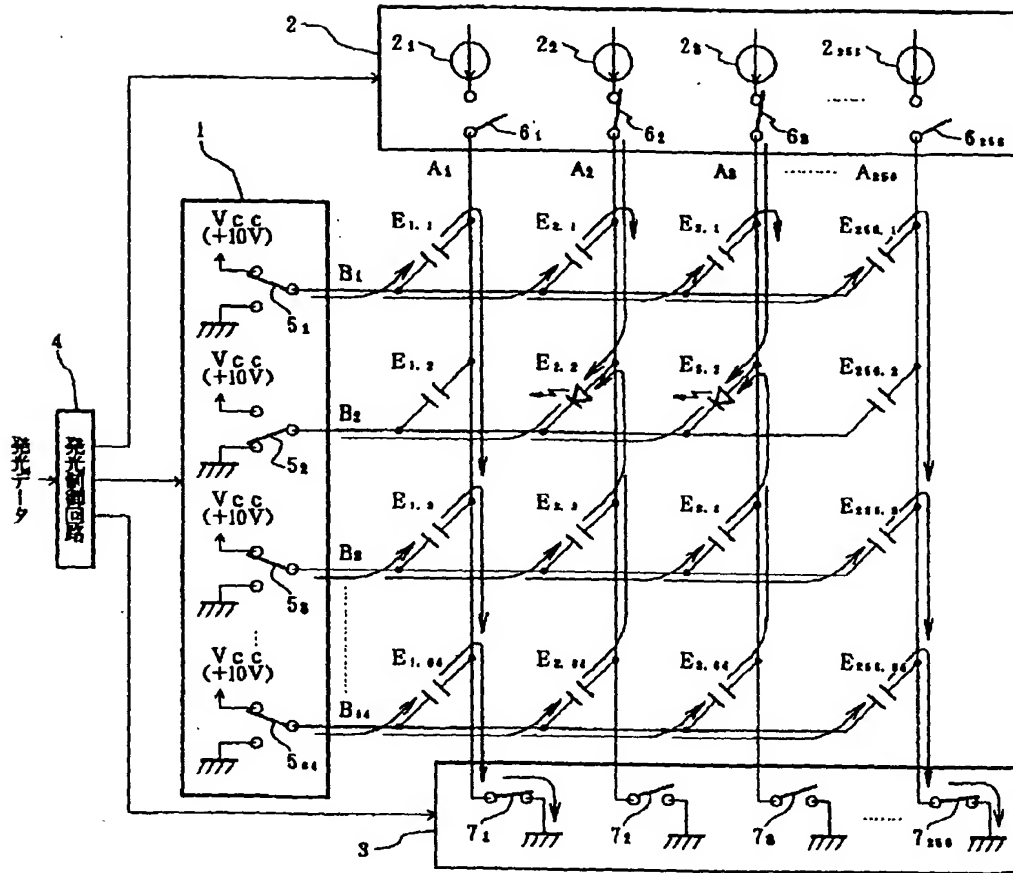 2
2₁
2₂
2₃
2₂₅₆
6₁
6₂
6₃
6₂₅₆
1
A₁
A₂
A₃
A₂₅₆
Vcc
(+10V)
B₁
E₁.₁
E₂.₁
E₃.₁
E₂₅₆.₁
5₁
4
Vcc
(+10V)
B₂
E₁.₂
E₂.₂
E₃.₂
E₂₅₆.₂
5₂
発光データ
発光制御回路
Vcc
(+10V)
B₃
E₁.₃
E₂.₃
E₃.₃
E₂₅₆.₃
5₃
Vcc
(+10V)
B₆₄
E₁.₆₄
E₂.₆₄
E₃.₆₄
E₂₅₆.₆₄
5₆₄
3
7₁
7₂
7₃
7₂₅₆